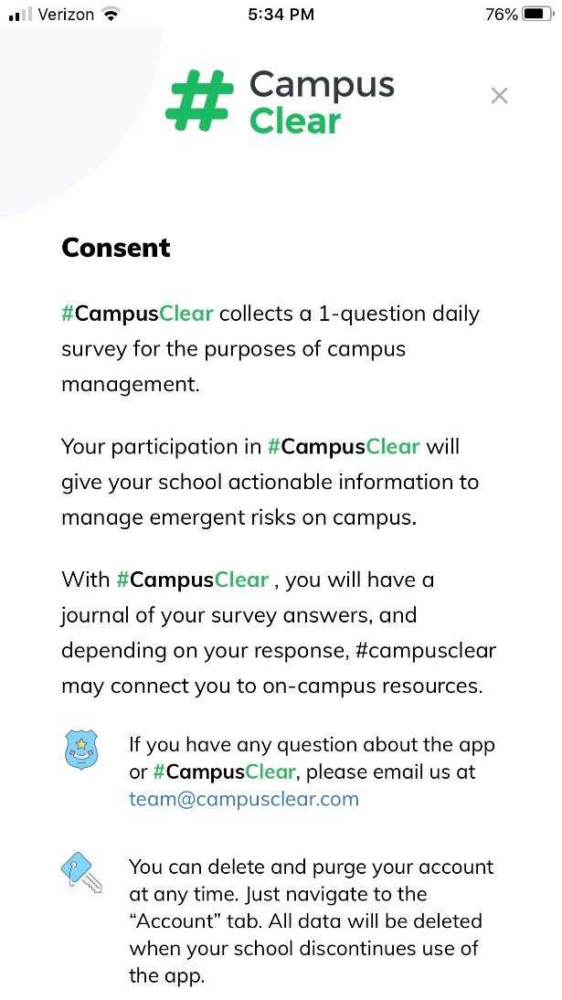 Verizon 5:34 PM 76%
# Campus
Clear
×
Consent
#CampusClear collects a 1-question daily
survey for the purposes of campus
management.
Your participation in #CampusClear will
give your school actionable information to
manage emergent risks on campus.
With #CampusClear , you will have a
journal of your survey answers, and
depending on your response, #campusclear
may connect you to on-campus resources.
If you have any question about the app
or #CampusClear, please email us at
team@campusclear.com
You can delete and purge your account
at any time. Just navigate to the
“Account” tab. All data will be deleted
when your school discontinues use of
the app.